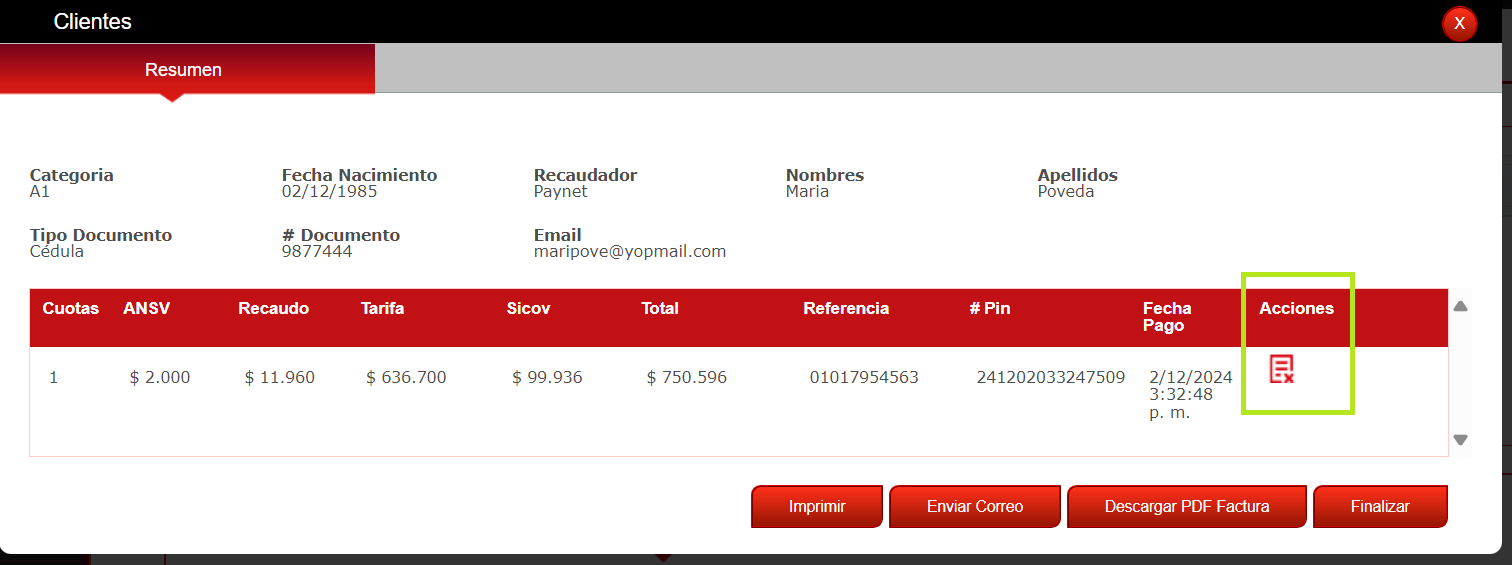 Clientes
X
Resumen
Categoria Fecha Nacimiento Recaudador Nombres Apellidos
A1 02/12/1985 Paynet Maria Poveda
Tipo Documento # Documento Email
Cédula 9877444 maripove@yopmail.com
Cuotas ANSV Recaudo Tarifa Sicov Total Referencia # Pin Fecha Acciones
Pago
1 $ 2.000 $ 11.960 $ 636.700 $ 99.936 $ 750.596 01017954563 241202033247509 2/12/2024
3:32:48
p. m.
Imprimir Enviar Correo Descargar PDF Factura Finalizar